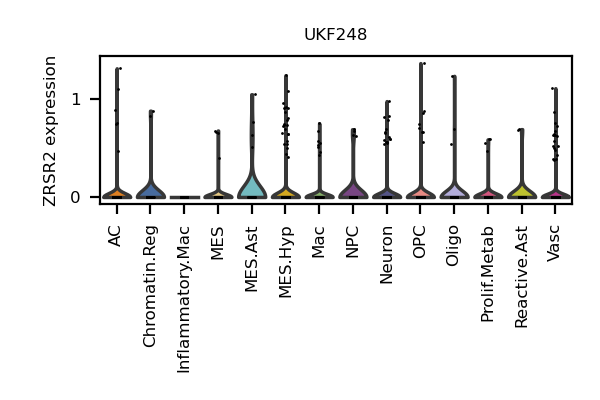 UKF248
ZRSR2 expression
1
0
AC
Chromatin.Reg
Inflammatory.Mac
MES
MES.Ast
MES.Hyp
Mac
NPC
Neuron
OPC
Oligo
Prolif.Metab
Reactive.Ast
Vasc